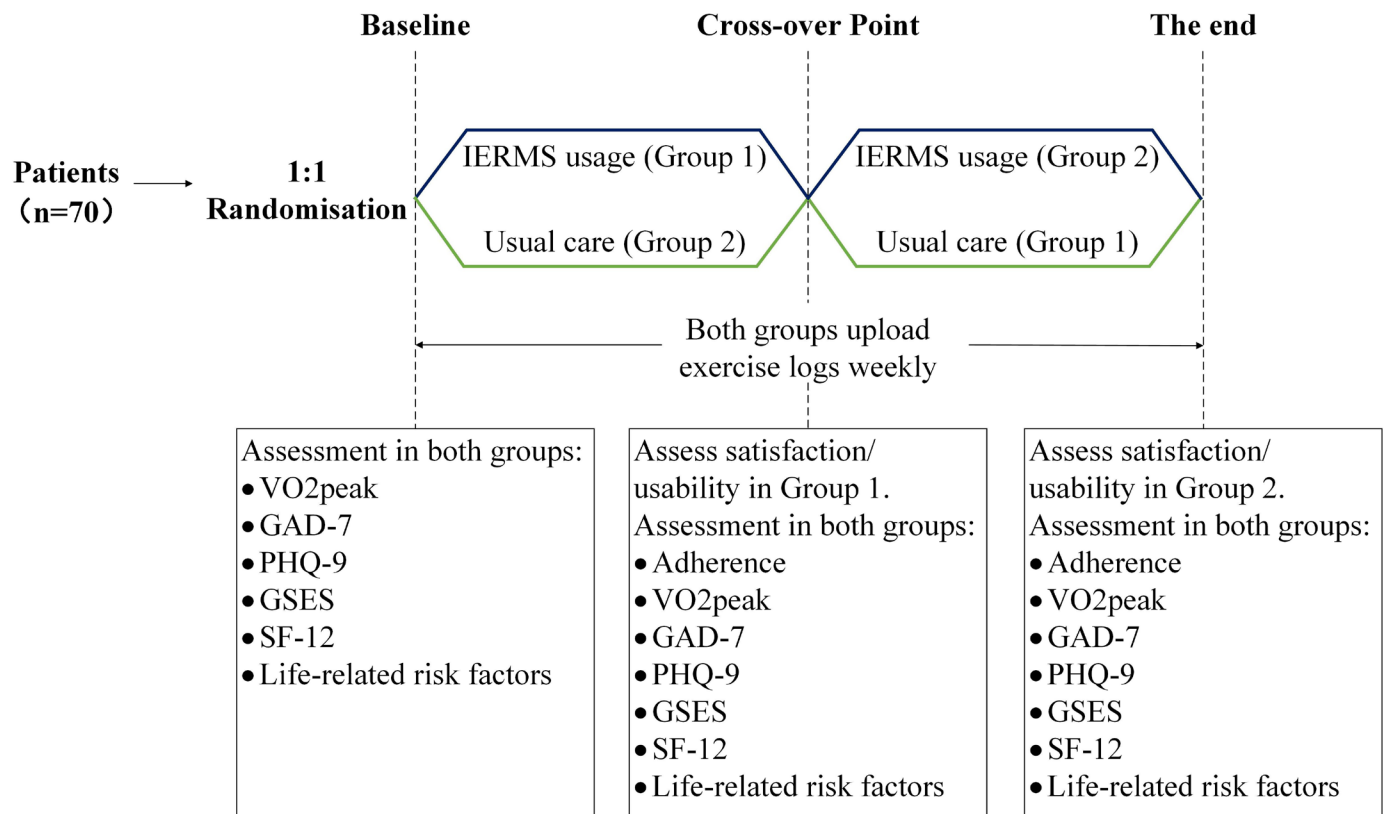 Baseline
Cross-over Point
The end
Patients
（n=70）
1:1
Randomisation
IERMS usage (Group 1)
Usual care (Group 2)
IERMS usage (Group 2)
Usual care (Group 1)
Both groups upload
exercise logs weekly
Assessment in both groups:
•VO2peak
•GAD-7
•PHQ-9
•GSES
•SF-12
•Life-related risk factors
Assess satisfaction/
usability in Group 1.
Assessment in both groups:
•Adherence
•VO2peak
•GAD-7
•PHQ-9
•GSES
•SF-12
•Life-related risk factors
Assess satisfaction/
usability in Group 2.
Assessment in both groups:
•Adherence
•VO2peak
•GAD-7
•PHQ-9
•GSES
•SF-12
•Life-related risk factors